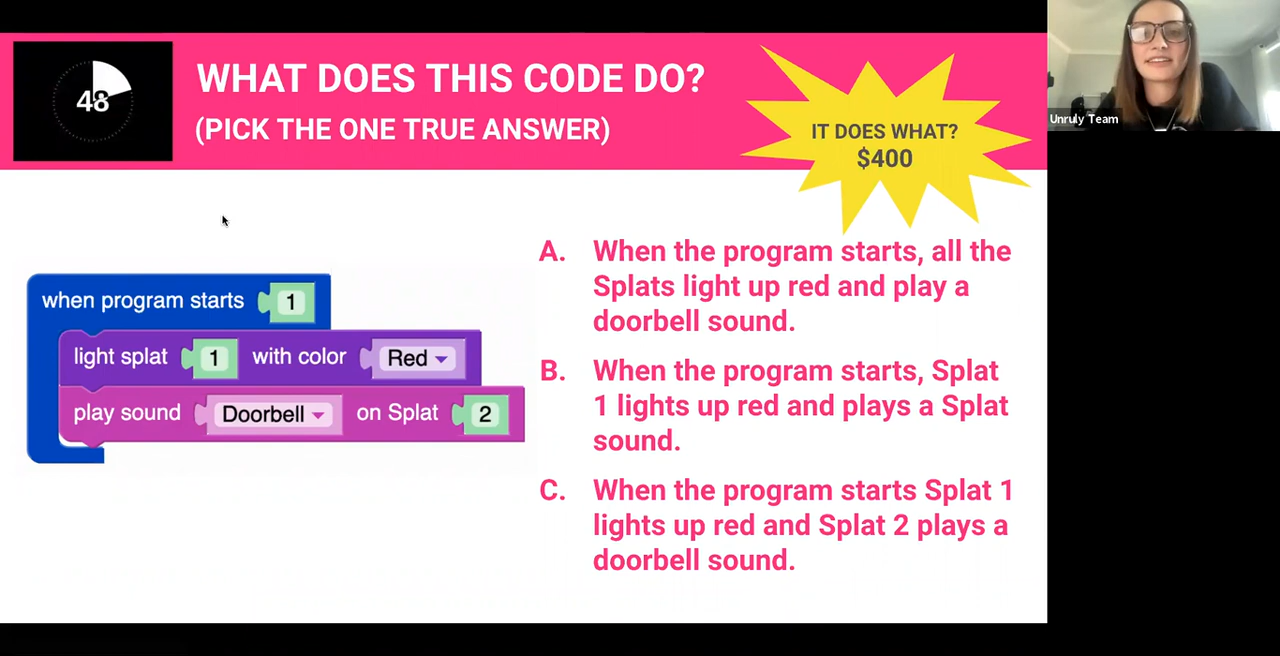 48
WHAT DOES THIS CODE DO?
(PICK THE ONE TRUE ANSWER)
IT DOES WHAT?
$400
Unruly Team
when program starts 1
light splat 1 with color Red
play sound Doorbell on Splat 2
A. When the program starts, all the
Splats light up red and play a
doorbell sound.
B. When the program starts, Splat
1 lights up red and plays a Splat
sound.
C. When the program starts Splat 1
lights up red and Splat 2 plays a
doorbell sound.